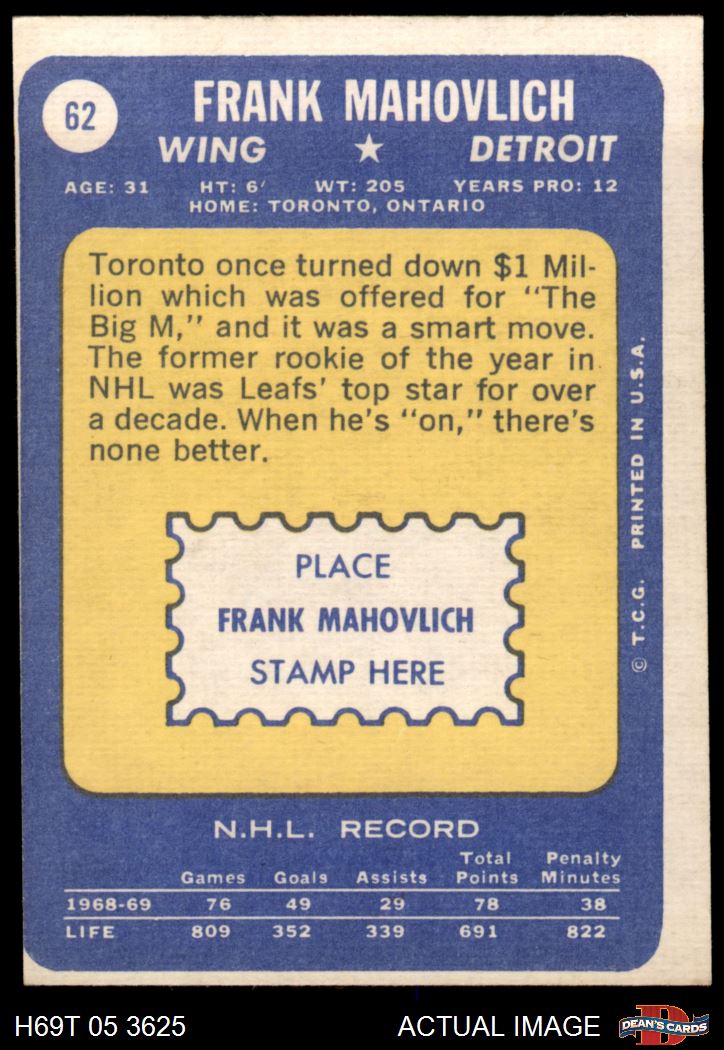 62
FRANK MAHOVLICH
WING ★ DETROIT
AGE: 31 HT: 6' WT: 205 YEARS PRO: 12
HOME: TORONTO, ONTARIO
Toronto once turned down $1 Mil-
lion which was offered for "The
Big M," and it was a smart move.
The former rookie of the year in
NHL was Leafs' top star for over
a decade. When he's "on," there's
none better.
PLACE
FRANK MAHOVLICH
STAMP HERE
© T.C.G. PRINTED IN U.S.A.
N.H.L. RECORD
Games Goals Assists Total Points Penalty Minutes
1968-69 76 49 29 78 38
LIFE 809 352 339 691 822
H69T 05 3625 ACTUAL IMAGE D DEAN'S CARDS